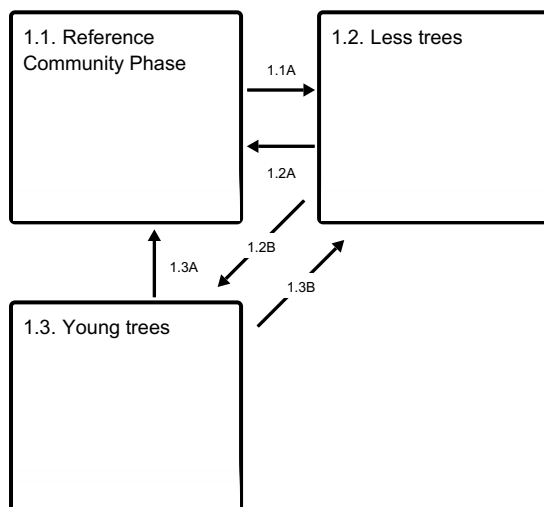 1.1. Reference
Community Phase
1.2. Less trees
1.1A
1.2A
1.2B
1.3A
1.3B
1.3. Young trees